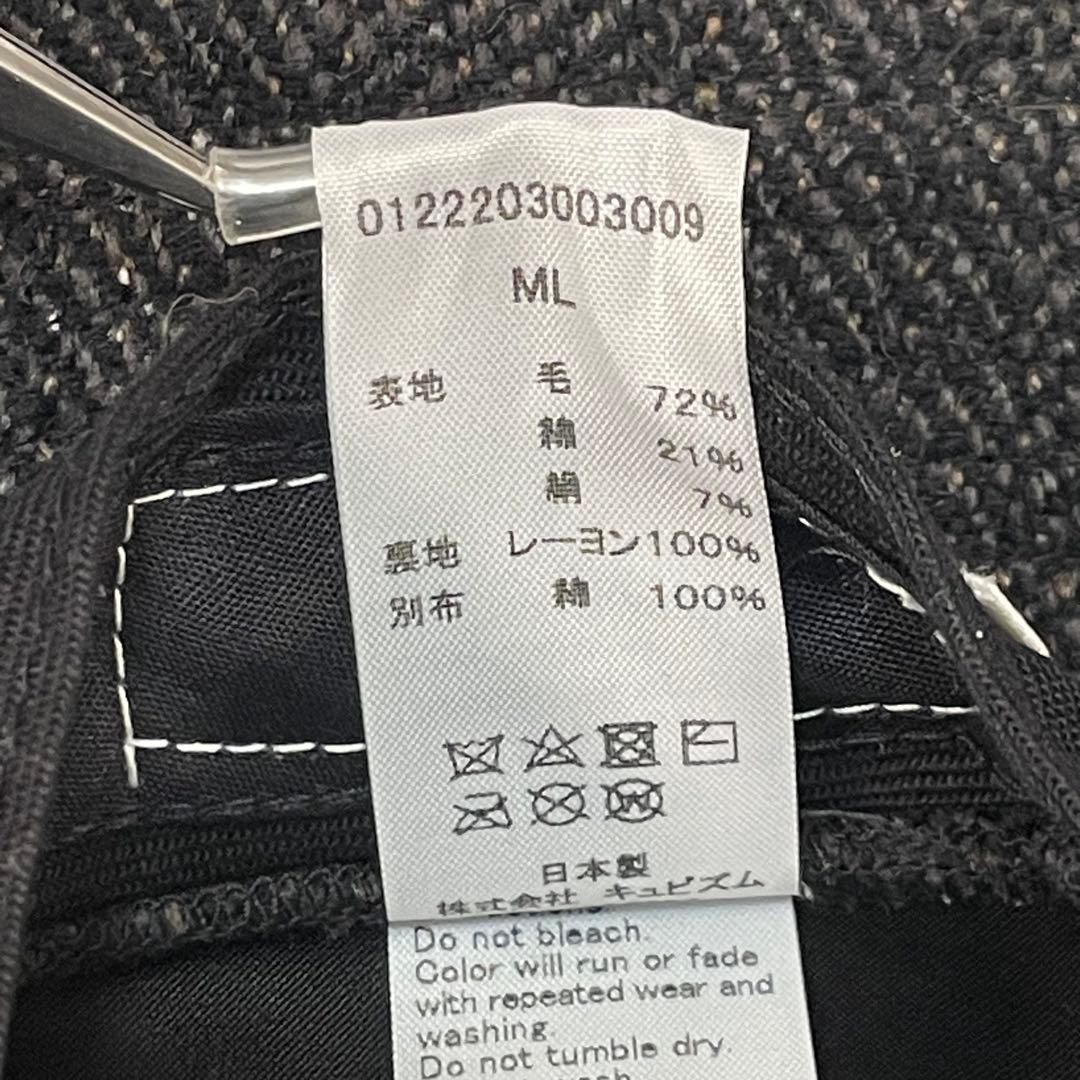 0122203003009
ML
表地 毛 72%
綿 21%
絹 7%
裏地 レーヨン100%
別布 綿 100%
日本製
株式会社 キュビズム
Do not bleach.
Color will run or fade
with repeated wear and
washing.
Do not tumble dry.